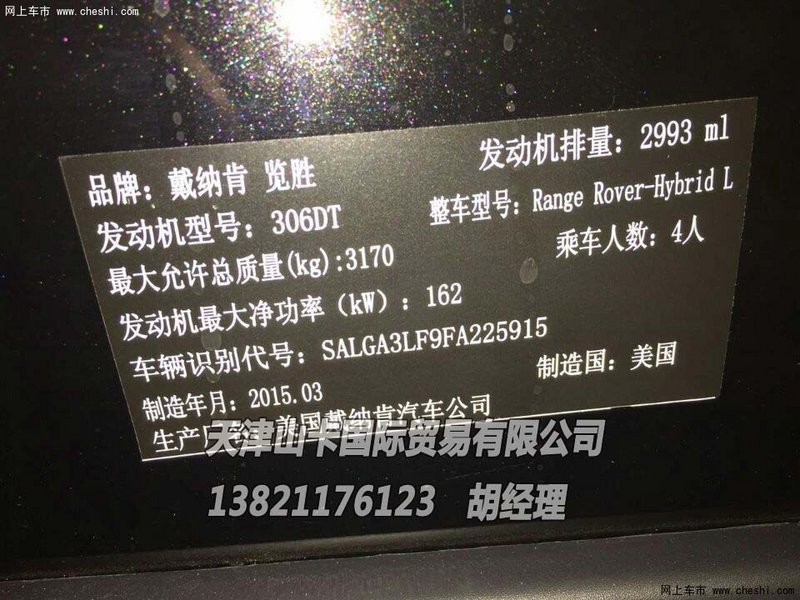 网上车市 www.cheshi.com
品牌：戴纳肯 览胜
发动机排量：2993 ml
发动机型号：306DT
整车型号：Range Rover-Hybrid L
最大允许总质量(kg):3170
乘车人数：4人
发动机最大净功率（kW）：162
车辆识别代号：SALGA3LF9FA225915
制造国：美国
制造年月：2015.03
生产 美国戴纳肯汽车公司
天津山卡国际贸易有限公司
13821176123 胡经理
网上车市 www.cheshi.com